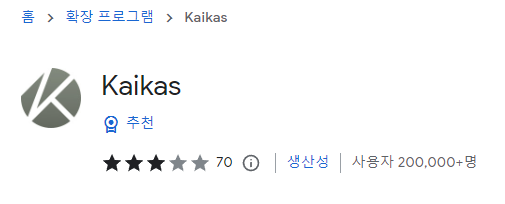 홈 > 확장 프로그램 > Kaikas
Kaikas
추천
70 생산성 사용자 200,000+명